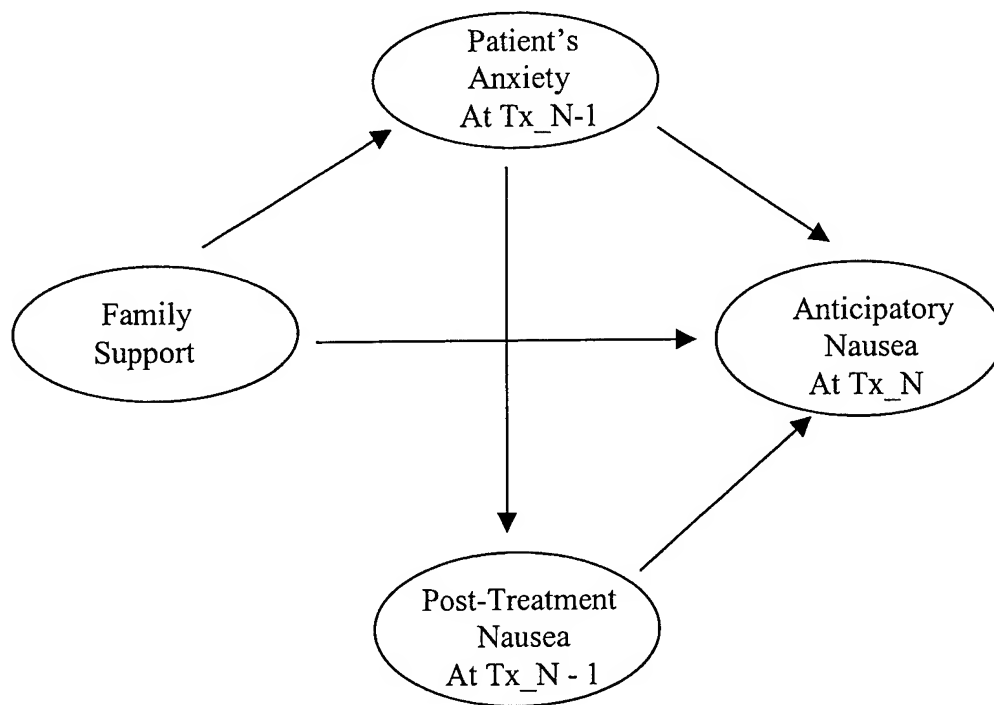 Patient's
Anxiety
At Tx_N-1
Family
Support
Anticipatory
Nausea
At Tx_N
Post-Treatment
Nausea
At Tx_N - 1